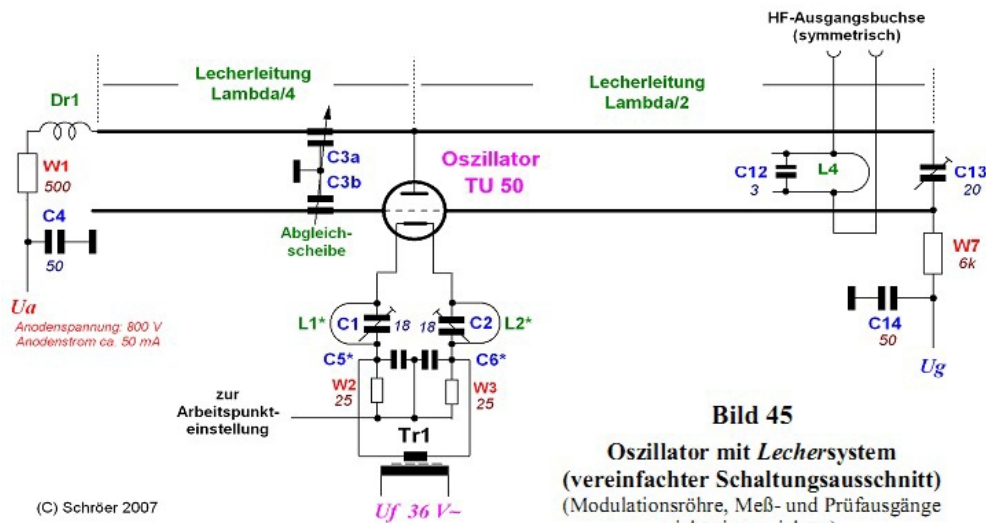 HF-Ausgangsbuchse
(symmetrisch)
Lecherleitung
Lambda/4
Lecherleitung
Lambda/2
Dr1
W1
500
C3a
C3b
Oszillator
TU 50
C12
3
L4
C13
20
C4
50
Abgleich-
scheibe
W7
6k
Ua
Anodenspannung: 800 V
Anodenstrom ca. 50 mA
L1*
C1
18
18
C2
L2*
C14
50
C5*
C6*
Ug
W2
25
W3
25
zur
Arbeitspunkt-
einstellung
Tr1
Uf 36 V~
Bild 45
Oszillator mit Lechersystem
(vereinfachter Schaltungsausschnitt)
(Modulationsröhre, Meß- und Prüfausgänge
(C) Schröer 2007